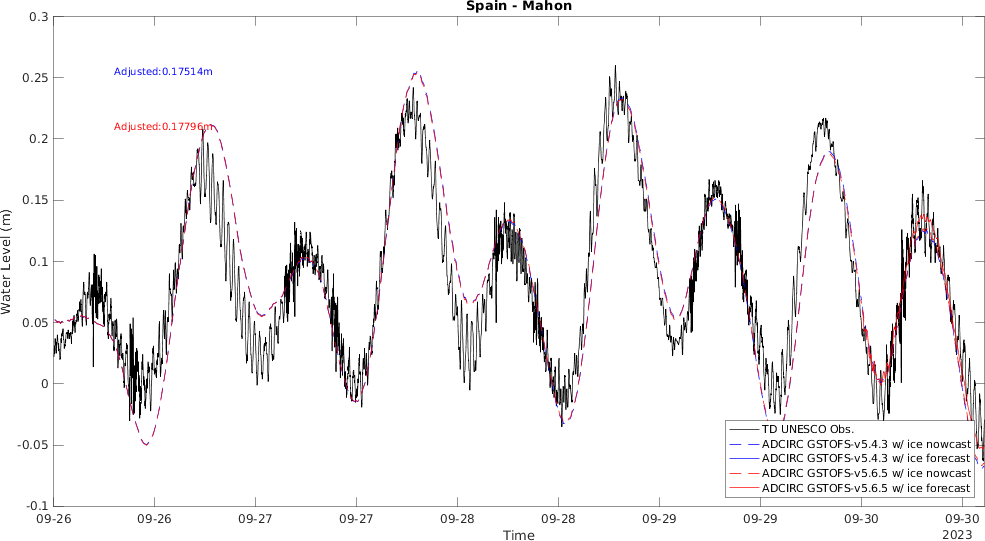 Spain - Mahon
0.3
0.25
0.2
0.15
0.1
0.05
0
-0.05
-0.1
Water Level (m)
Adjusted:0.17514m
Adjusted:0.17796m
TD UNESCO Obs.
ADCIRC GSTOFS-v5.4.3 w/ ice nowcast
ADCIRC GSTOFS-v5.4.3 w/ ice forecast
ADCIRC GSTOFS-v5.6.5 w/ ice nowcast
ADCIRC GSTOFS-v5.6.5 w/ ice forecast
09-26 09-26 09-27 09-27 09-28 09-28 09-29 09-29 09-30 09-30
Time
2023